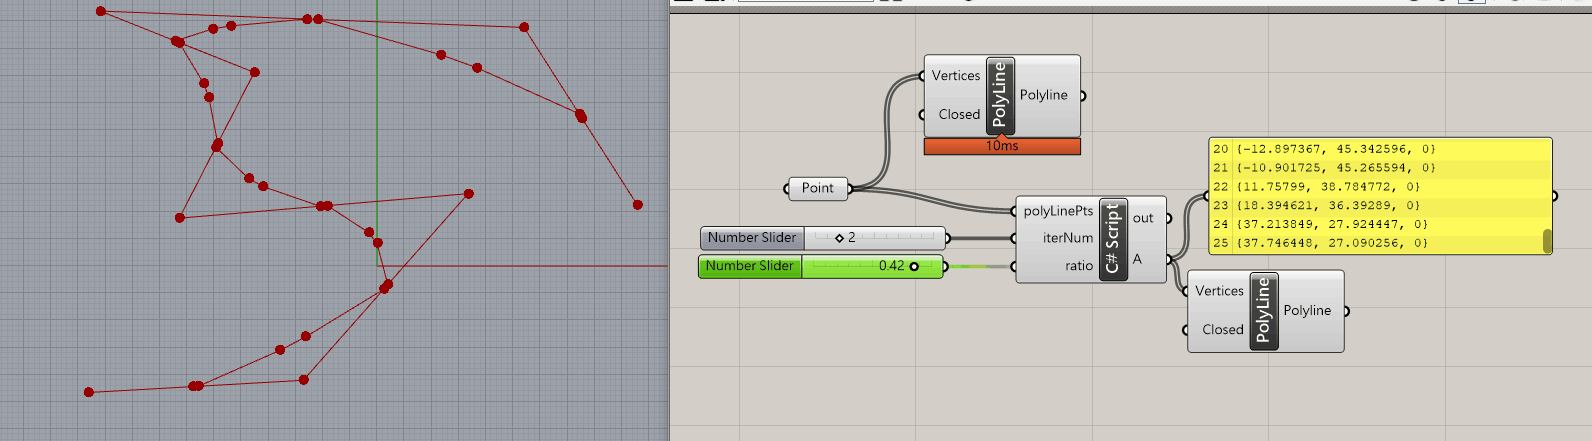 Vertices
Closed
PolyLine
Polyline
10ms
Point
polyLinePts
iterNum
ratio
C# Script
out
A
Number Slider
2
Number Slider
0.42
20 {-12.897367, 45.342596, 0}
21 {-10.901725, 45.265594, 0}
22 {11.75799, 38.784772, 0}
23 {18.394621, 36.39289, 0}
24 {37.213849, 27.924447, 0}
25 {37.746448, 27.090256, 0}
Vertices
Closed
PolyLine
Polyline